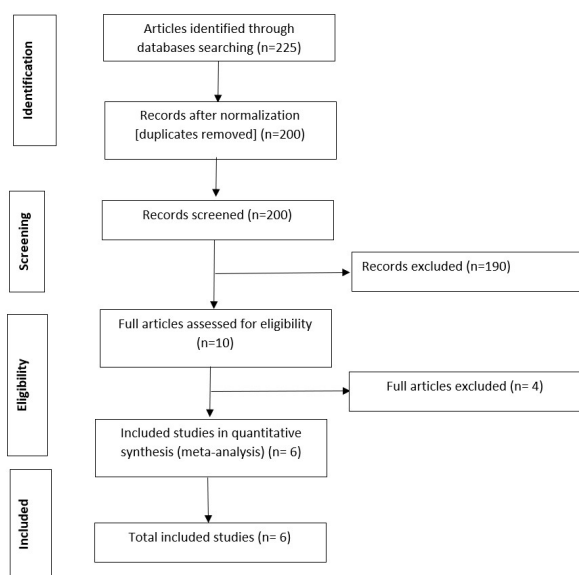 Identification
Articles identified through
databases searching (n=225)
Records after normalization
[duplicates removed] (n=200)
Screening
Records screened (n=200)
Records excluded (n=190)
Eligibility
Full articles assessed for eligibility
(n=10)
Full articles excluded (n= 4)
Included studies in quantitative
synthesis (meta-analysis) (n= 6)
Included
Total included studies (n= 6)